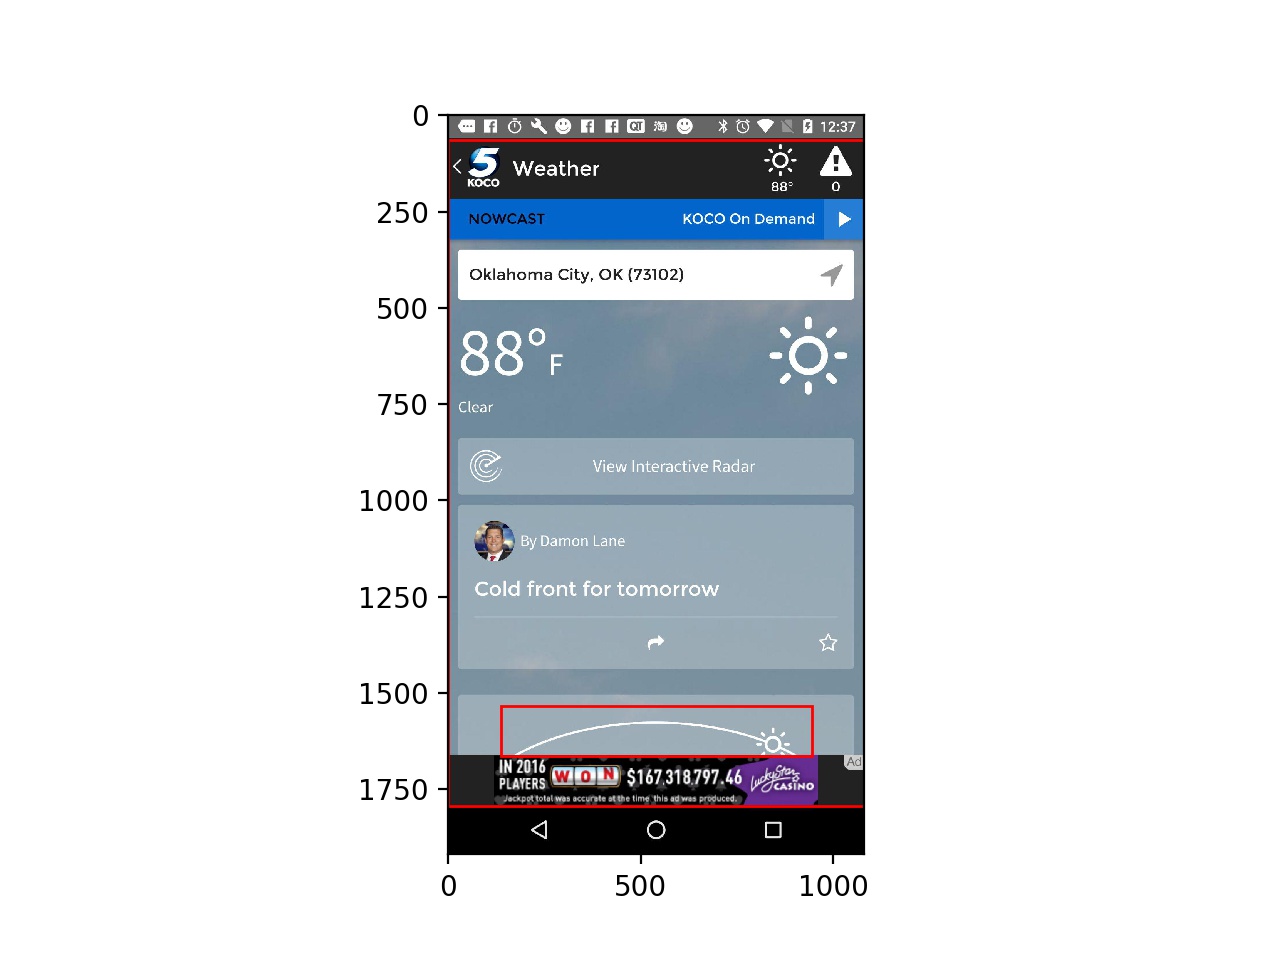 0
QT 淘 12:37
5
KOCO
Weather
88°
0
250
NOWCAST
KOCO On Demand
Oklahoma City, OK (73102)
500
88° F
750
Clear
View Interactive Radar
1000
By Damon Lane
Cold front for tomorrow
1250
1500
Ad
IN 2016
PLAYERS
WON
$167,318,797.46
Lucky Star
CASINO
Jackpot total was accurate at the time this ad was produced.
1750
0
500
1000